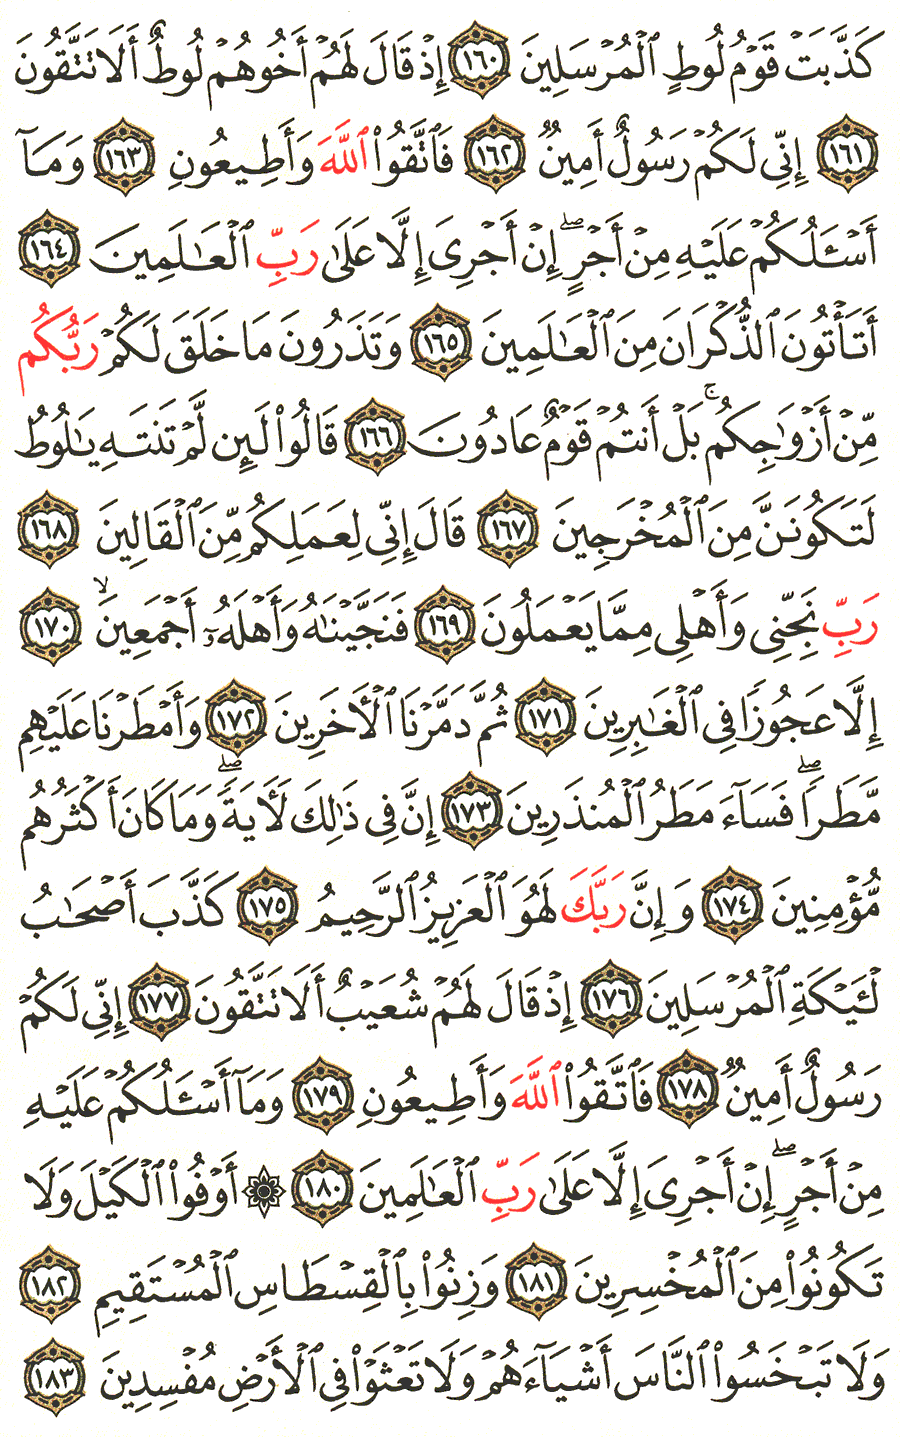 كَذَّبَتْ قَوْمُ لُوطٍ ٱلْمُرْسَلِينَ ١٦٠ إِذْ قَالَ لَهُمْ أَخُوهُمْ لُوطٌ أَلَا تَتَّقُونَ
١٦١ إِنِّى لَكُمْ رَسُولٌ أَمِينٌ ١٦٢ فَٱتَّقُوا۟ ٱللَّهَ وَأَطِيعُونِ ١٦٣ وَمَآ
أَسْـَٔلُكُمْ عَلَيْهِ مِنْ أَجْرٍ ۖ إِنْ أَجْرِىَ إِلَّا عَلَىٰ رَبِّ ٱلْعَـٰلَمِينَ ١٦٤
أَتَأْتُونَ ٱلذُّكْرَانَ مِنَ ٱلْعَـٰلَمِينَ ١٦٥ وَتَذَرُونَ مَا خَلَقَ لَكُمْ رَبُّكُم
مِّنْ أَزْوَٰجِكُم ۚ بَلْ أَنتُمْ قَوْمٌ عَادُونَ ١٦٦ قَالُوا۟ لَئِن لَّمْ تَنتَهِ يَـٰلُوطُ
لَتَكُونَنَّ مِنَ ٱلْمُخْرَجِينَ ١٦٧ قَالَ إِنِّى لِعَمَلِكُم مِّنَ ٱلْقَالِينَ ١٦٨
رَبِّ نَجِّنِى وَأَهْلِى مِمَّا يَعْمَلُونَ ١٦٩ فَنَجَّيْنَـٰهُ وَأَهْلَهُۥٓ أَجْمَعِينَ ۙ ١٧٠
إِلَّا عَجُوزًا فِى ٱلْغَـٰبِرِينَ ١٧١ ثُمَّ دَمَّرْنَا ٱلْـَٔاخَرِينَ ١٧٢ وَأَمْطَرْنَا عَلَيْهِم
مَّطَرًا ۖ فَسَآءَ مَطَرُ ٱلْمُنذَرِينَ ١٧٣ إِنَّ فِى ذَٰلِكَ لَـَٔايَةً ۖ وَمَا كَانَ أَكْثَرُهُم
مُّؤْمِنِينَ ١٧٤ وَإِنَّ رَبَّكَ لَهُوَ ٱلْعَزِيزُ ٱلرَّحِيمُ ١٧٥ كَذَّبَ أَصْحَـٰبُ
لْـَٔيْكَةِ ٱلْمُرْسَلِينَ ١٧٦ إِذْ قَالَ لَهُمْ شُعَيْبٌ أَلَا تَتَّقُونَ ١٧٧ إِنِّى لَكُمْ
رَسُولٌ أَمِينٌ ١٧٨ فَٱتَّقُوا۟ ٱللَّهَ وَأَطِيعُونِ ١٧٩ وَمَآ أَسْـَٔلُكُمْ عَلَيْهِ
مِنْ أَجْرٍ ۖ إِنْ أَجْرِىَ إِلَّا عَلَىٰ رَبِّ ٱلْعَـٰلَمِينَ ١٨٠ ۞ أَوْفُوا۟ ٱلْكَيْلَ وَلَا
تَكُونُوا۟ مِنَ ٱلْمُخْسِرِينَ ١٨١ وَزِنُوا۟ بِٱلْقِسْطَاسِ ٱلْمُسْتَقِيمِ ١٨٢
وَلَا تَبْخَسُوا۟ ٱلنَّاسَ أَشْيَآءَهُمْ وَلَا تَعْثَوْا۟ فِى ٱلْأَرْضِ مُفْسِدِينَ ١٨٣